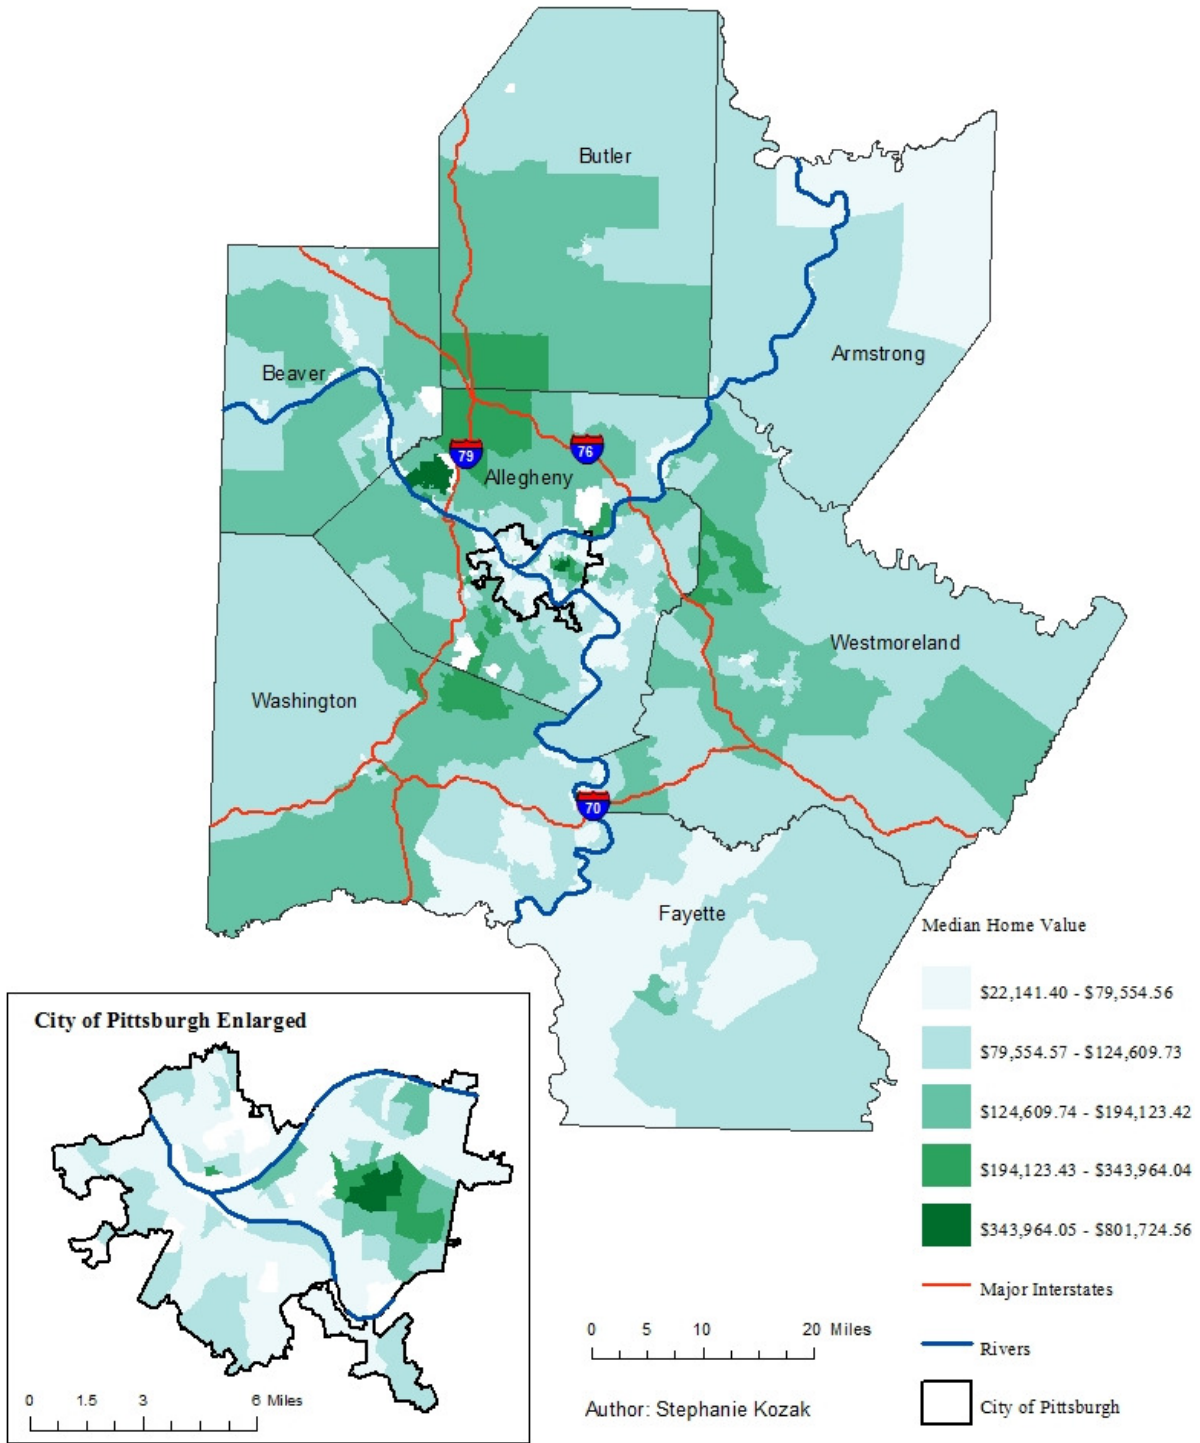 Butler
Armstrong
Beaver
79
76
Allegheny
Westmoreland
Washington
70
Fayette
Median Home Value
$22,141.40 - $79,554.56
$79,554.57 - $124,609.73
$124,609.74 - $194,123.42
$194,123.43 - $343,964.04
$343,964.05 - $801,724.56
Major Interstates
Rivers
City of Pittsburgh
City of Pittsburgh Enlarged
0 1.5 3 6 Miles
0 5 10 20 Miles
Author: Stephanie Kozak